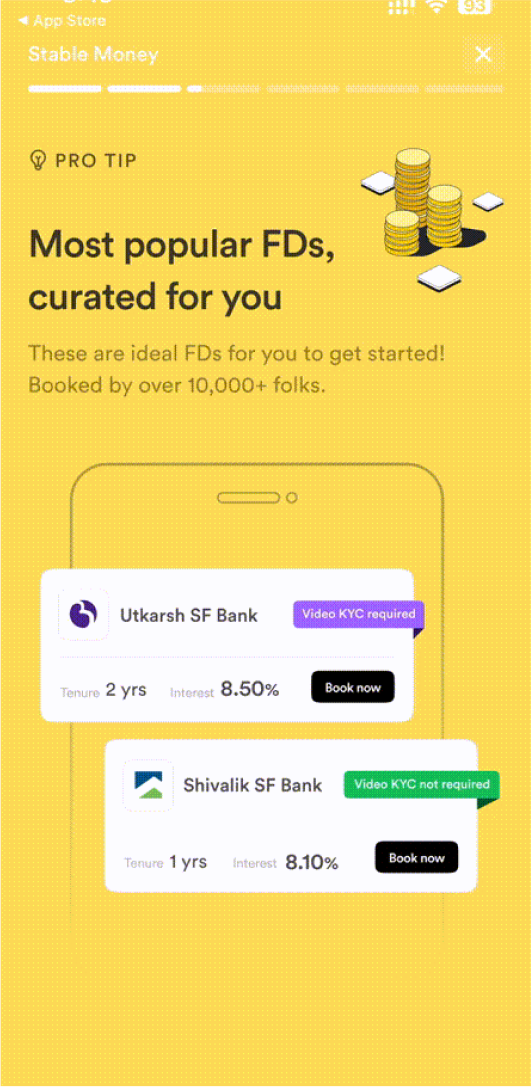 ◀ App Store
93
Stable Money
PRO TIP
Most popular FDs,
curated for you
These are ideal FDs for you to get started!
Booked by over 10,000+ folks.
Utkarsh SF Bank
Video KYC required
Tenure 2 yrs Interest 8.50% Book now
Shivalik SF Bank
Video KYC not required
Tenure 1 yrs Interest 8.10% Book now